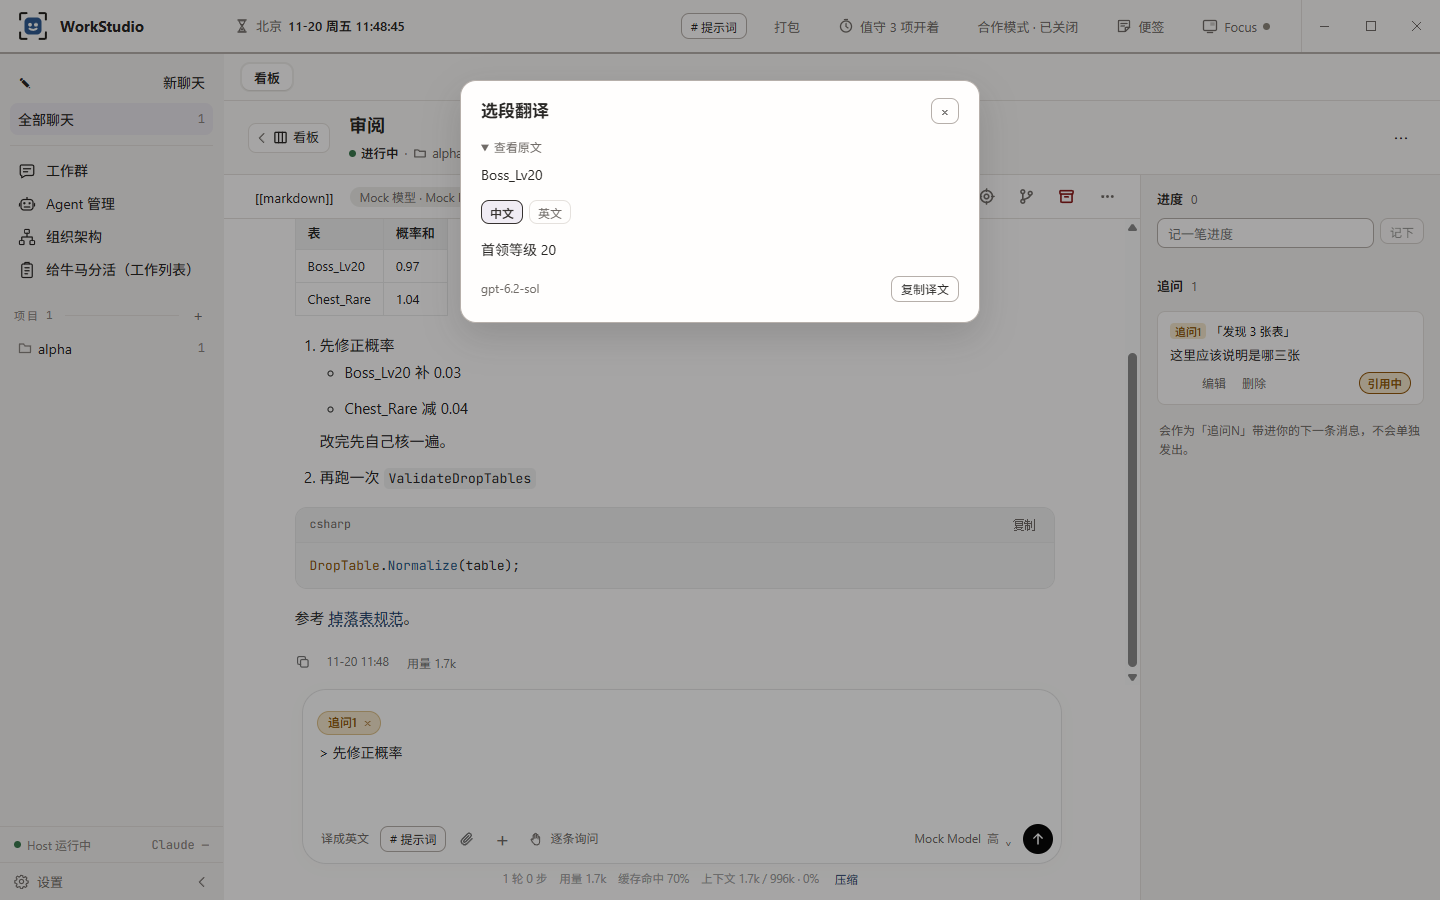 WorkStudio
北京 11-20 周五 11:48:45
# 提示词
打包
值守 3 项开着
合作模式 · 已关闭
便签
Focus
新聊天
全部聊天 1
工作群
Agent 管理
组织架构
给牛马分活（工作列表）
项目 1
+
alpha 1
Host 运行中 Claude —
设置
看板
看板
审阅
进行中 · alpha
[[markdown]] Mock 模型 · Mock
选段翻译
×
▼ 查看原文
Boss_Lv20
中文 英文
首领等级 20
gpt-6.2-sol
复制译文
表 概率和
Boss_Lv20 0.97
Chest_Rare 1.04
1. 先修正概率
Boss_Lv20 补 0.03
Chest_Rare 减 0.04
改完先自己核一遍。
2. 再跑一次 ValidateDropTables
csharp 复制
DropTable.Normalize(table);
参考 掉落表规范。
11-20 11:48 用量 1.7k
追问1 ×
> 先修正概率
译成英文 # 提示词 + 逐条询问
Mock Model 高
1 轮 0 步 用量 1.7k 缓存命中 70% 上下文 1.7k / 996k · 0% 压缩
进度 0
记一笔进度 记下
追问 1
追问1 「发现 3 张表」
这里应该说明是哪三张
编辑 删除 引用中
会作为「追问N」带进你的下一条消息，不会单独
发出。